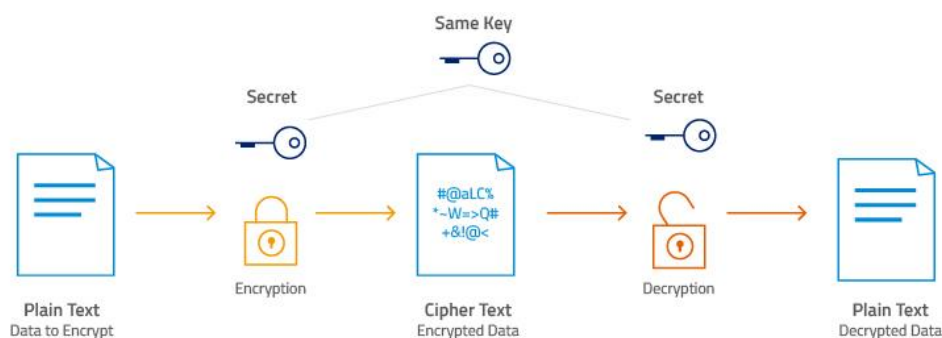 Same Key
Secret
Secret
#@aLC%
*~W=>Q#
+&!@<
Encryption
Decryption
Plain Text
Data to Encrypt
Cipher Text
Encrypted Data
Plain Text
Decrypted Data